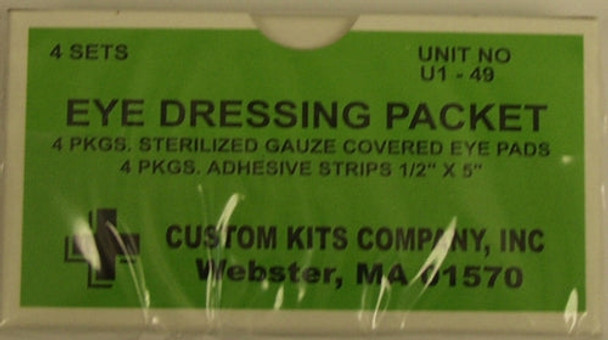 4 SETS
UNIT NO
U1 - 49
EYE DRESSING PACKET
4 PKGS. STERILIZED GAUZE COVERED EYE PADS
4 PKGS. ADHESIVE STRIPS 1/2" X 5"
CUSTOM KITS COMPANY, INC
Webster, MA 01570